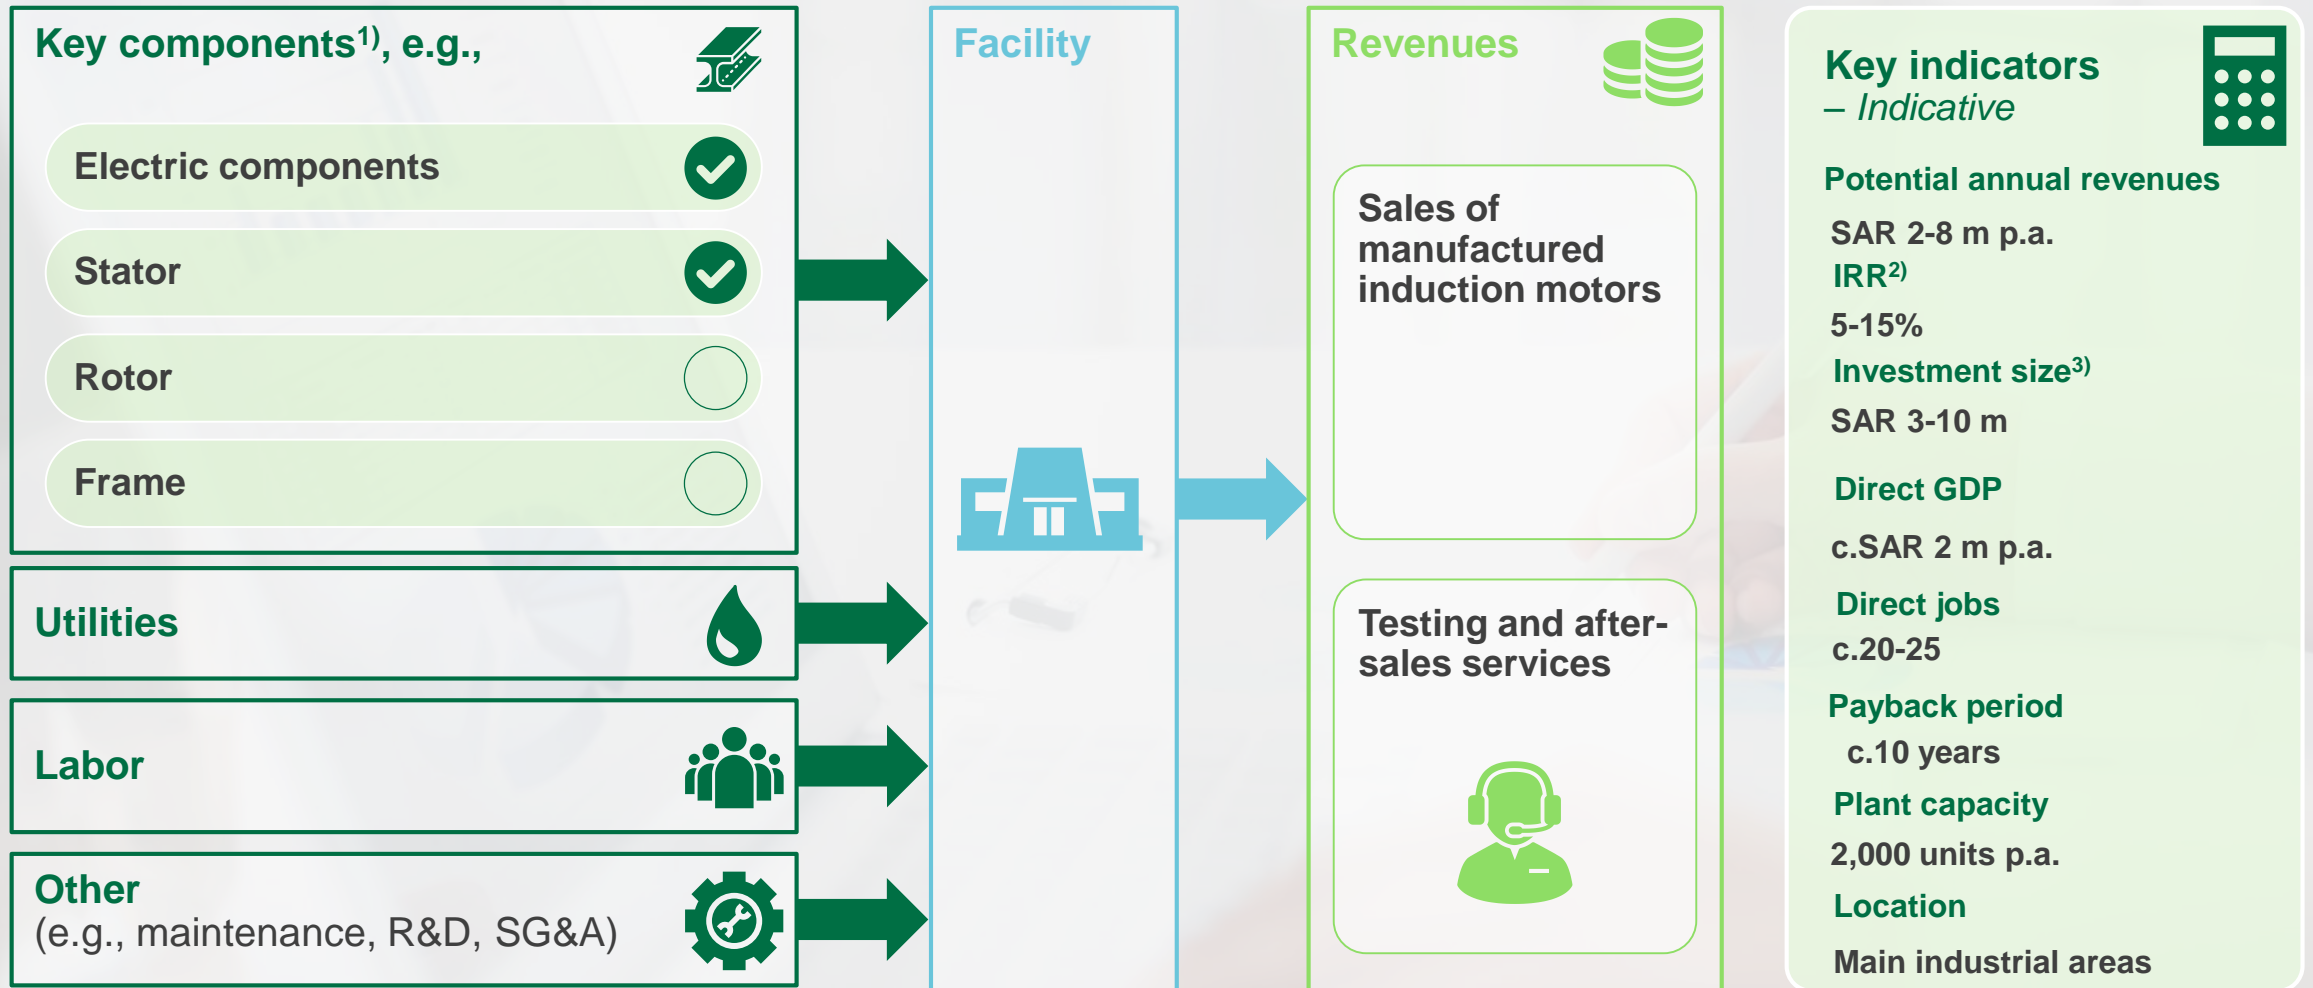 Key components1), e.g.,
Electric components
Stator
Rotor
Frame
Utilities
Labor
Other
(e.g., maintenance, R&D, SG&A)
Facility
Revenues
Sales of
manufactured
induction motors
Testing and after-
sales services
Key indicators
– Indicative
Potential annual revenues
SAR 2-8 m p.a.
IRR2)
5-15%
Investment size3)
SAR 3-10 m
Direct GDP
c.SAR 2 m p.a.
Direct jobs
c.20-25
Payback period
c.10 years
Plant capacity
2,000 units p.a.
Location
Main industrial areas